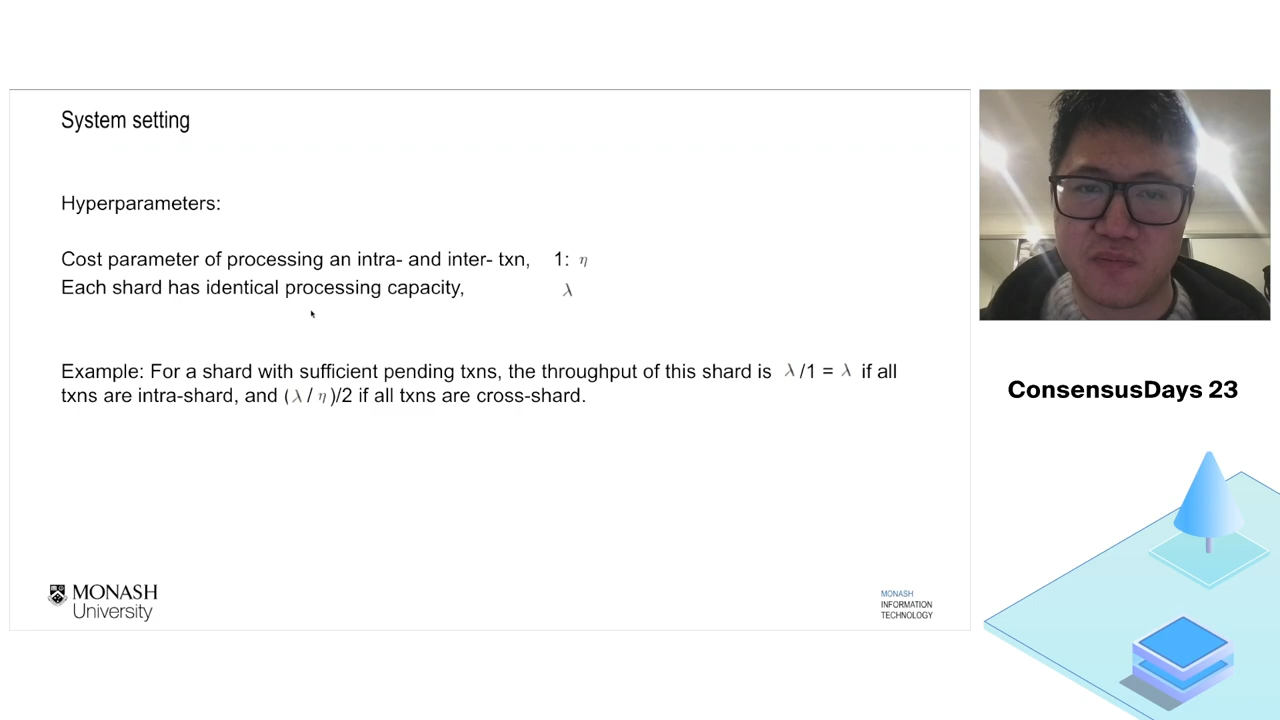 System setting
Hyperparameters:
Cost parameter of processing an intra- and inter- txn, 1: η
Each shard has identical processing capacity, λ
Example: For a shard with sufficient pending txns, the throughput of this shard is λ /1 = λ if all
txns are intra-shard, and (λ / η )/2 if all txns are cross-shard.
MONASH
University
MONASH
INFORMATION
TECHNOLOGY
ConsensusDays 23